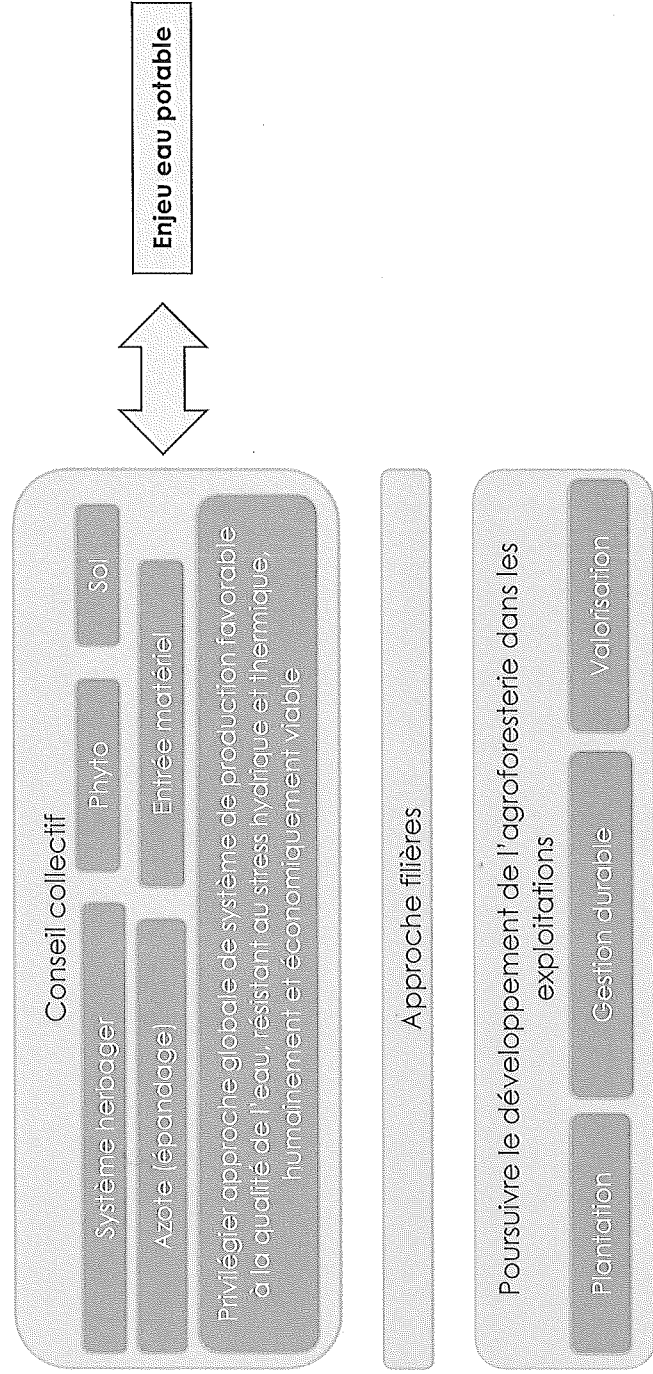 Conseil collectif
Système herbager
Phyto
Sol
Azote (épandage)
Entrée matériel
Privilégier approche globale de système de production favorable
à la qualité de l'eau, résistant au stress hydrique et thermique,
humainement et économiquement viable
Enjeu eau potable
Approche filières
Poursuivre le développement de l'agroforesterie dans les
exploitations
Plantation
Gestion durable
Valorisation